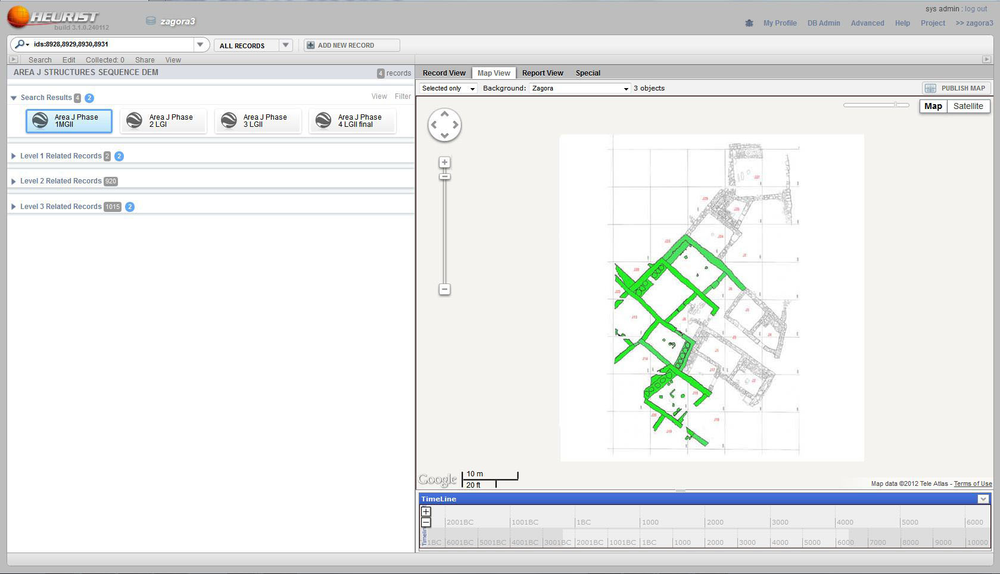 HEURIST
build 3.1.0.240112
zagora3
sys admin : log out
My Profile DB Admin Advanced Help Project >> zagora3
ids:8928,8929,8930,8931
ALL RECORDS
ADD NEW RECORD
Search Edit Collected: 0 Share View
AREA J STRUCTURES SEQUENCE DEM
4 records
Search Results 4 2
View Filter
Area J Phase
1MGII
Area J Phase
2 LGI
Area J Phase
3 LGII
Area J Phase
4 LGII final
Level 1 Related Records 2 2
Level 2 Related Records 920
Level 3 Related Records 1015 2
Record View Map View Report View Special
Selected only Background: Zagora 3 objects
PUBLISH MAP
Map Satellite
Google
10 m
20 ft
Map data ©2012 Tele Atlas - Terms of Use
TimeLine
2001BC 1001BC 1BC 1000 2000 3000 4000 5000 6000
1BC 6001BC 5001BC 4001BC 3001BC 2001BC 1001BC 1BC 1000 2000 3000 4000 5000 6000 7000 8000 9000 10000